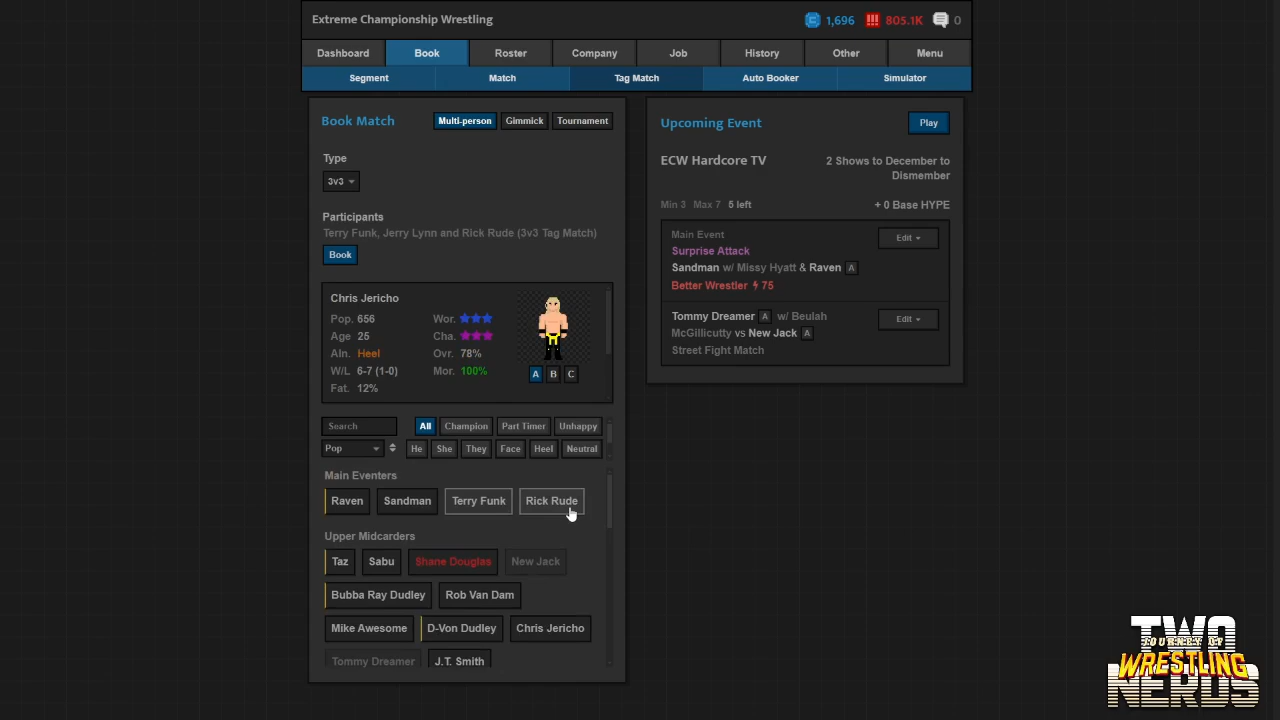 Extreme Championship Wrestling
1,696 805.1K 0
Dashboard Book Roster Company Job History Other Menu
Segment Match Tag Match Auto Booker Simulator
Book Match Multi-person Gimmick Tournament
Type
3v3
Participants
Terry Funk, Jerry Lynn and Rick Rude (3v3 Tag Match)
Book
Chris Jericho
Pop. 656 Wor.
Age 25 Cha.
Aln. Heel Ovr. 78%
W/L 6-7 (1-0) Mor. 100%
Fat. 12%
A B C
Search All Champion Part Timer Unhappy
Pop He She They Face Heel Neutral
Main Eventers
Raven Sandman Terry Funk Rick Rude
Upper Midcarders
Taz Sabu Shane Douglas New Jack
Bubba Ray Dudley Rob Van Dam
Mike Awesome D-Von Dudley Chris Jericho
Tommy Dreamer J.T. Smith
Upcoming Event Play
ECW Hardcore TV 2 Shows to December to
Dismember
Min 3 Max 7 5 left + 0 Base HYPE
Main Event Edit
Surprise Attack
Sandman w/ Missy Hyatt & Raven A
Better Wrestler 75
Tommy Dreamer A w/ Beulah Edit
McGillicutty vs New Jack A
Street Fight Match
TWO
JOURNEY OF
WRESTLING
NERDS